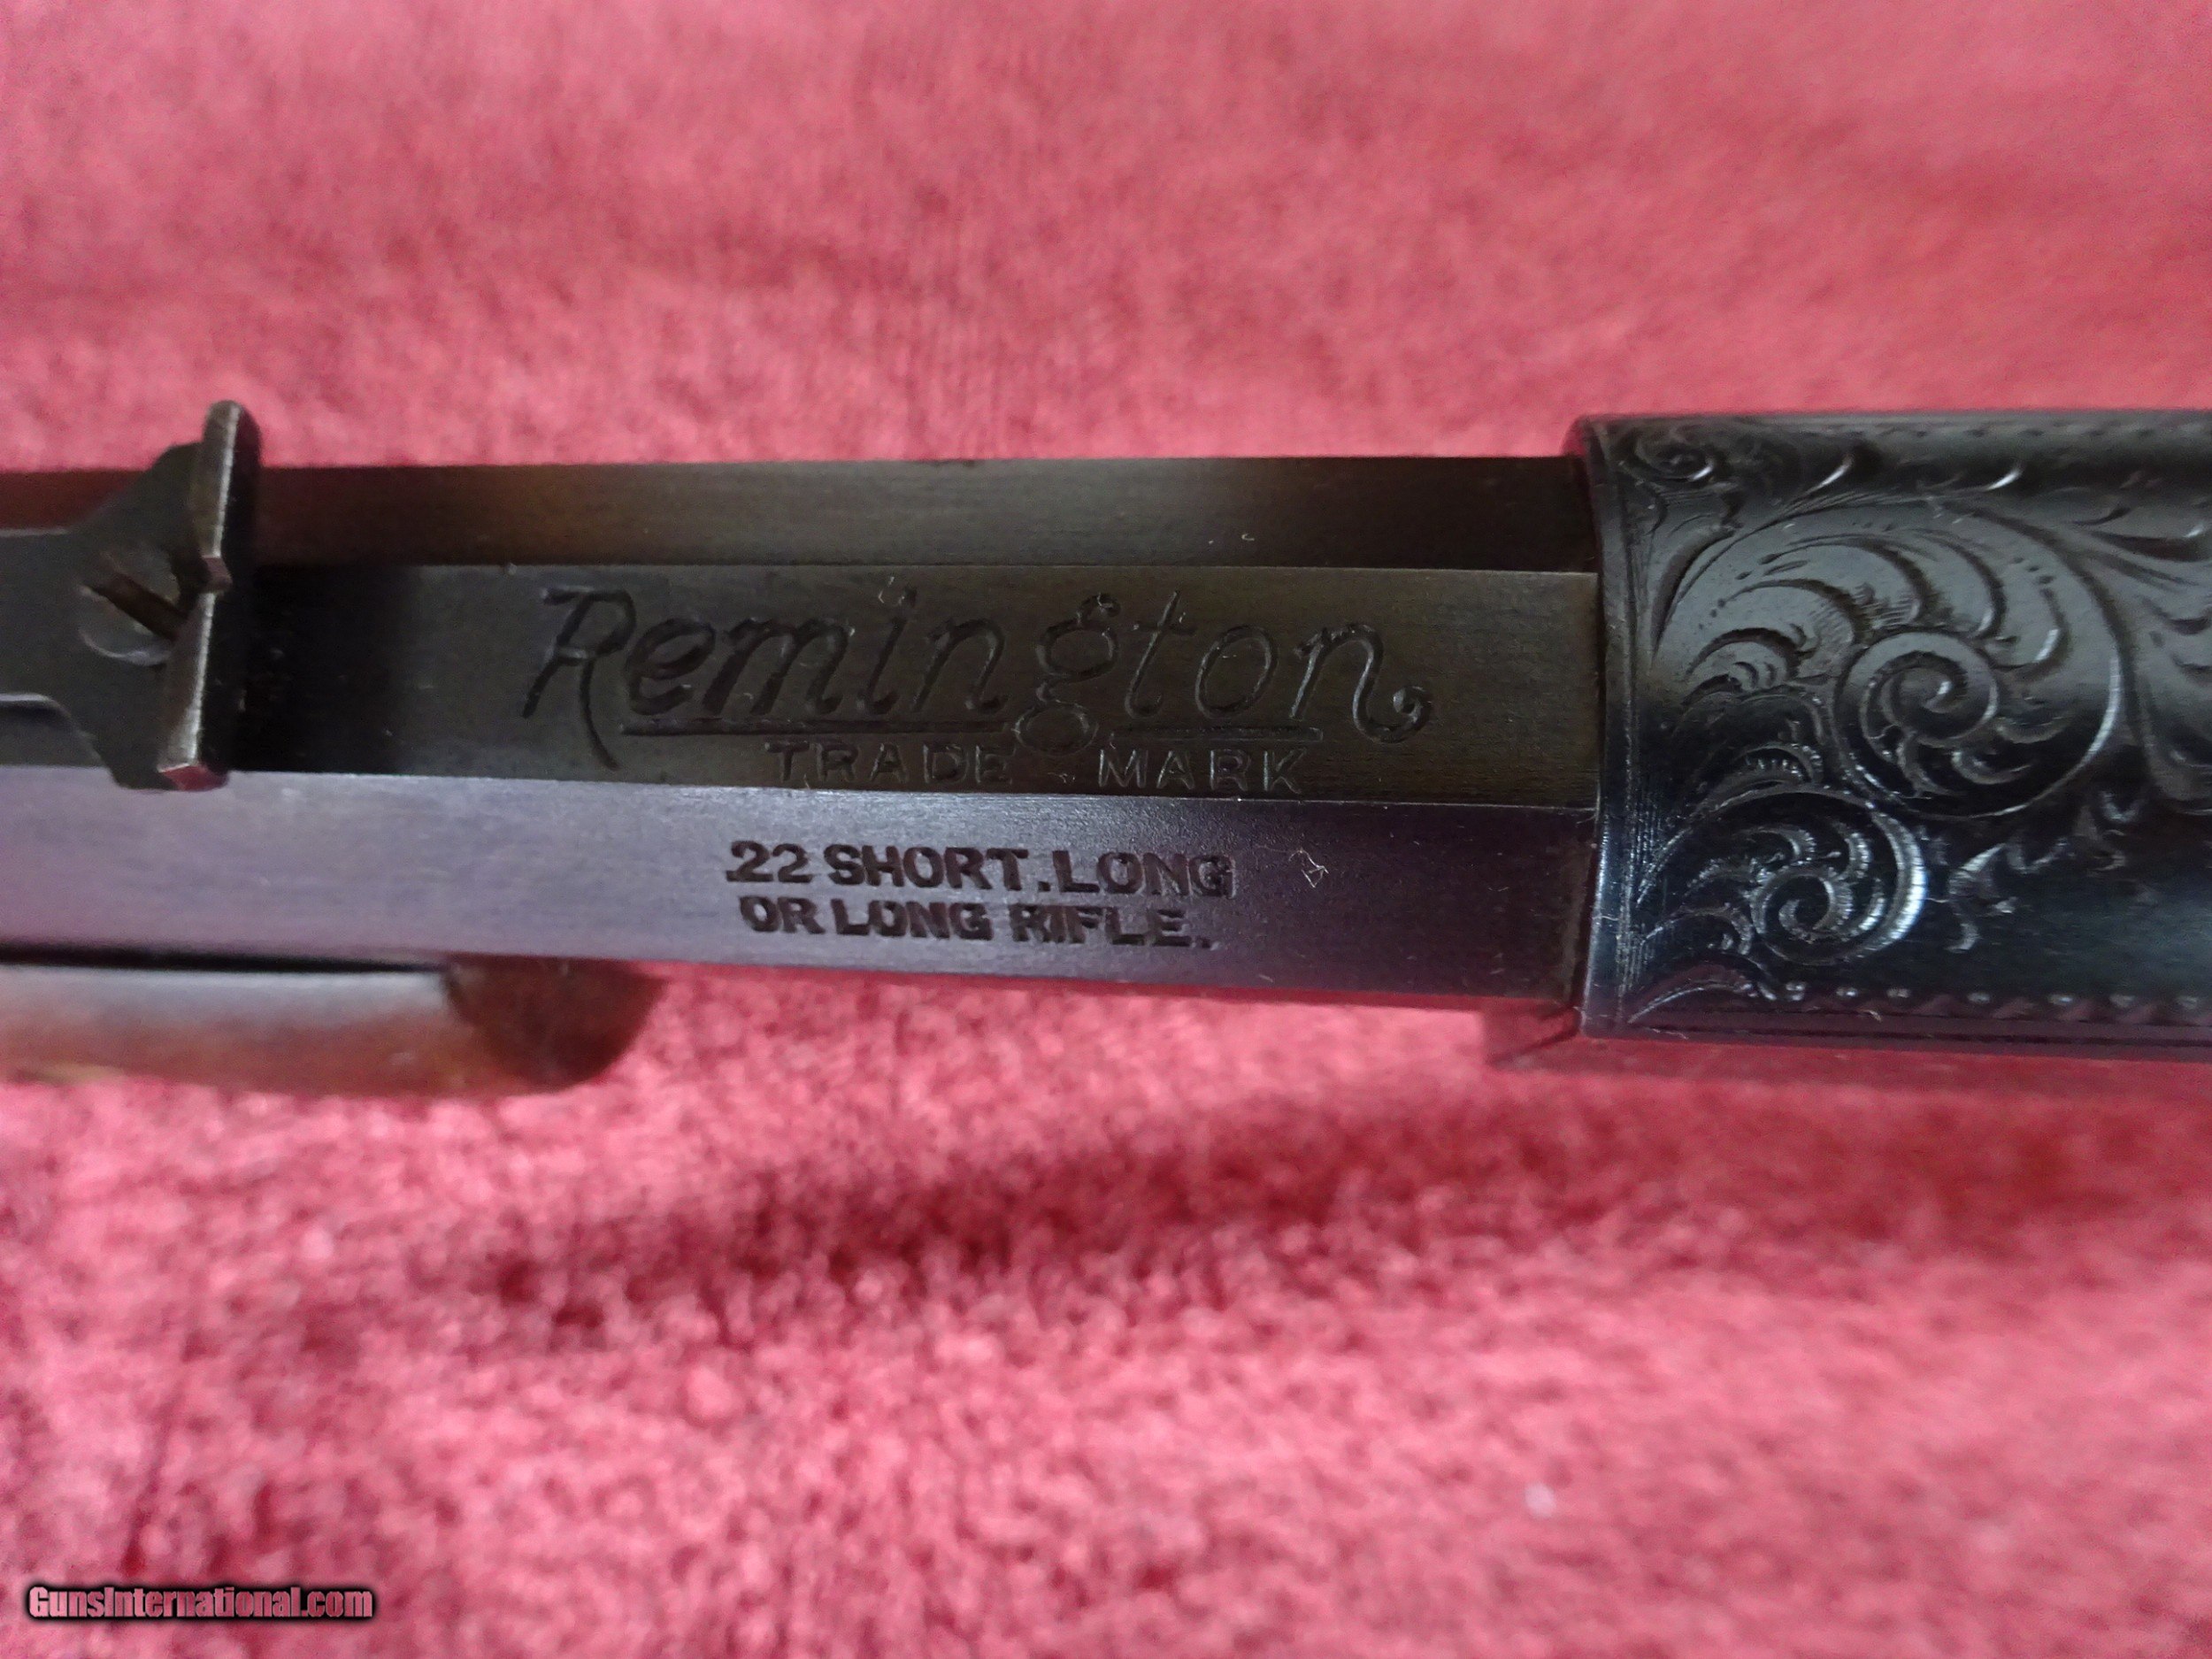 Remington
TRADE MARK
.22 SHORT.LONG
OR LONG RIFLE.
GunsInternational.com